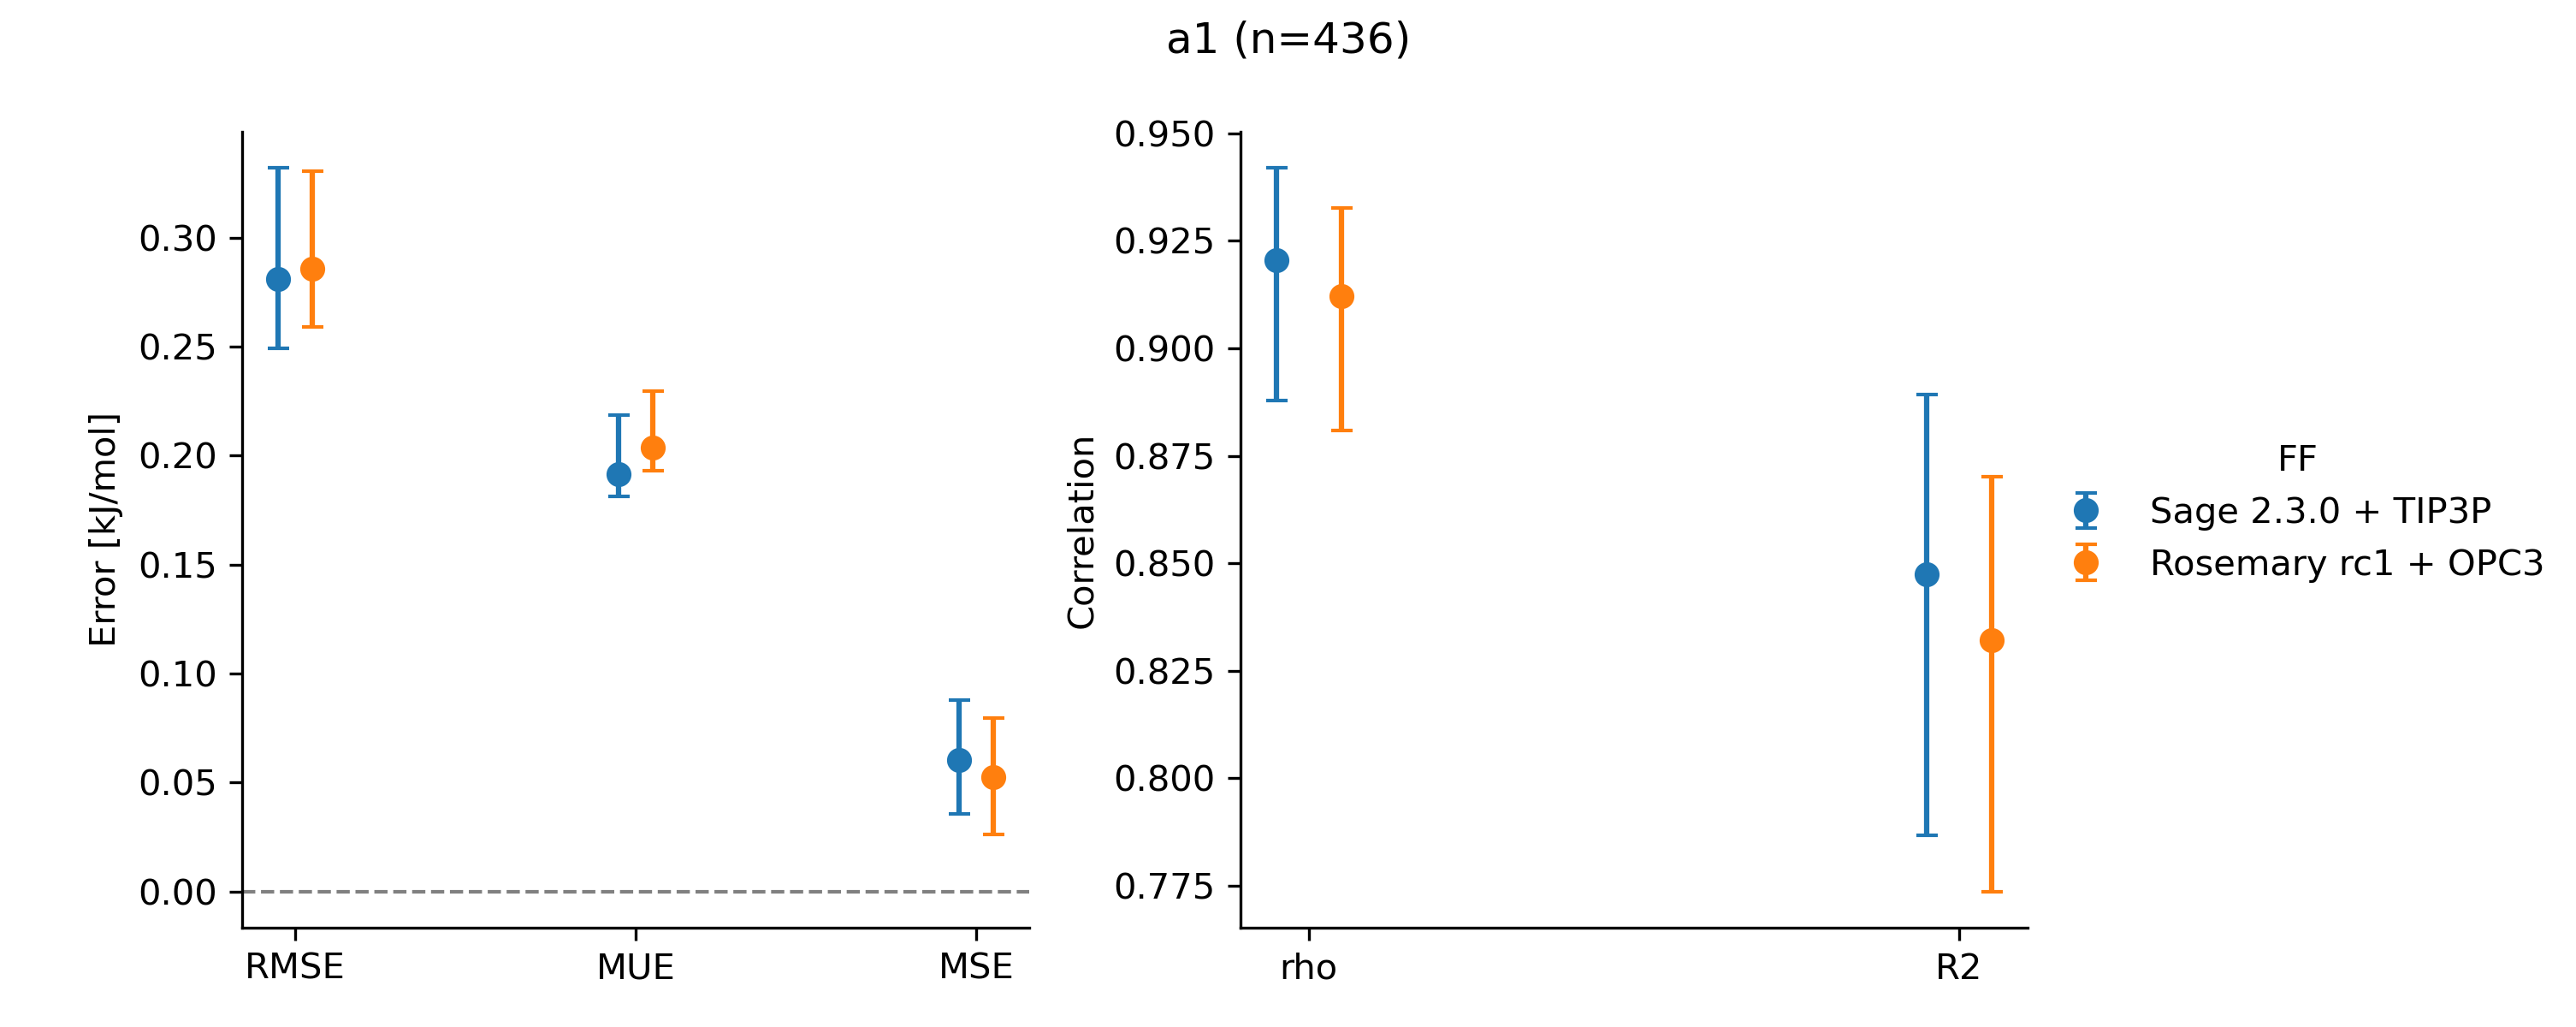 a1 (n=436)
Error [kJ/mol]
0.30
0.25
0.20
0.15
0.10
0.05
0.00
RMSE
MUE
MSE
Correlation
0.950
0.925
0.900
0.875
0.850
0.825
0.800
0.775
rho
R2
FF
Sage 2.3.0 + TIP3P
Rosemary rc1 + OPC3